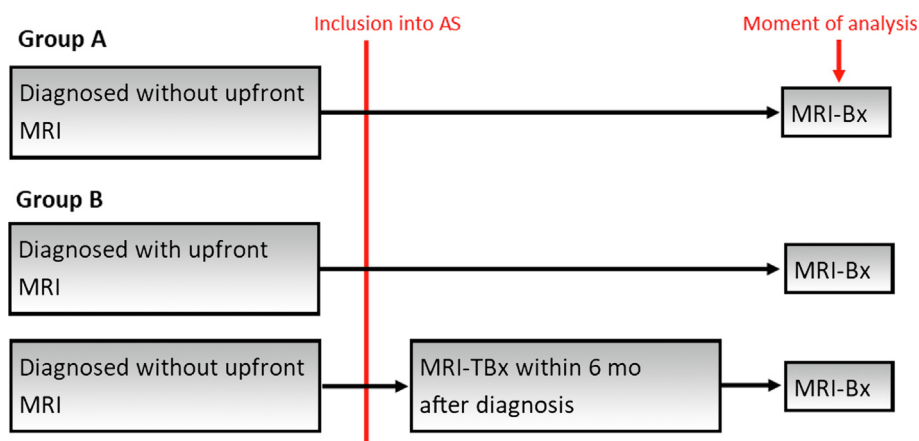 Inclusion into AS
Moment of analysis
Group A
Diagnosed without upfront
MRI
MRI-Bx
Group B
Diagnosed with upfront
MRI
MRI-Bx
Diagnosed without upfront
MRI
MRI-TBx within 6 mo
after diagnosis
MRI-Bx